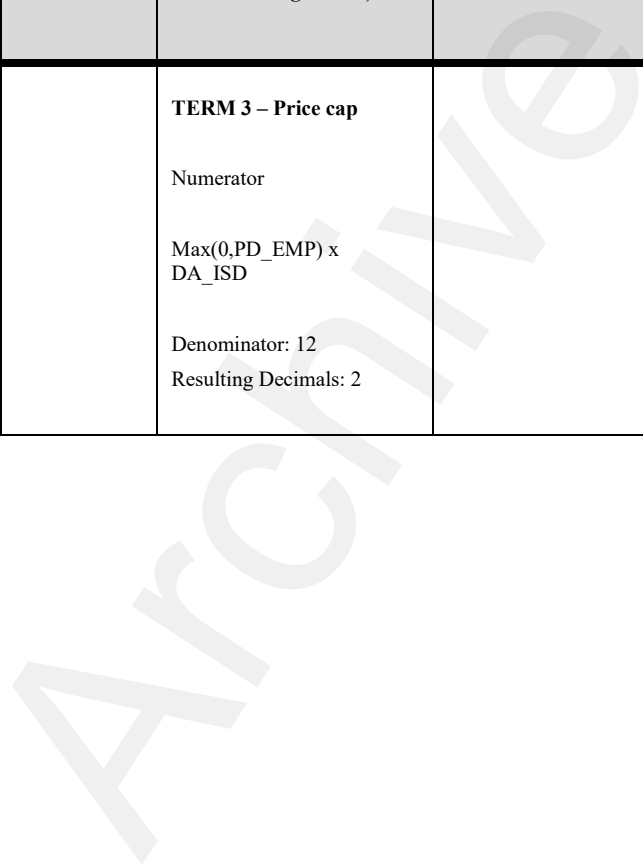 TERM 3 – Price cap
Numerator
Max(0,PD_EMP) x
DA_ISD
Denominator: 12
Resulting Decimals: 2
Archive